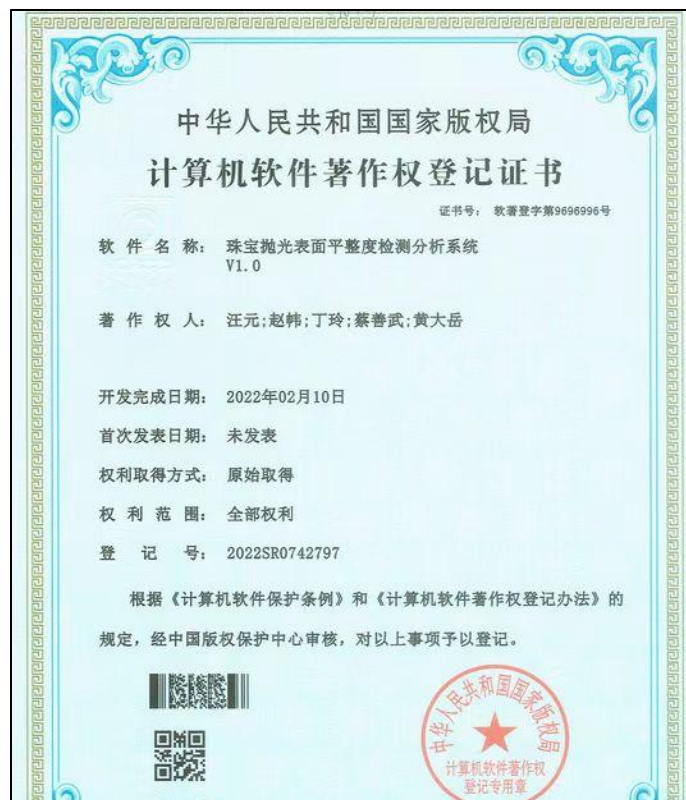 中华人民共和国国家版权局
计算机软件著作权登记证书
证书号： 软著登字第9696996号
软件名称： 珠宝抛光表面平整度检测分析系统
V1.0
著作权人： 汪元;赵韩;丁玲;蔡善武;黄大岳
开发完成日期： 2022年02月10日
首次发表日期： 未发表
权利取得方式： 原始取得
权利范围： 全部权利
登记号： 2022SR0742797
根据《计算机软件保护条例》和《计算机软件著作权登记办法》的
规定，经中国版权保护中心审核，对以上事项予以登记。
中华人民共和国国家版权局
计算机软件著作权
登记专用章